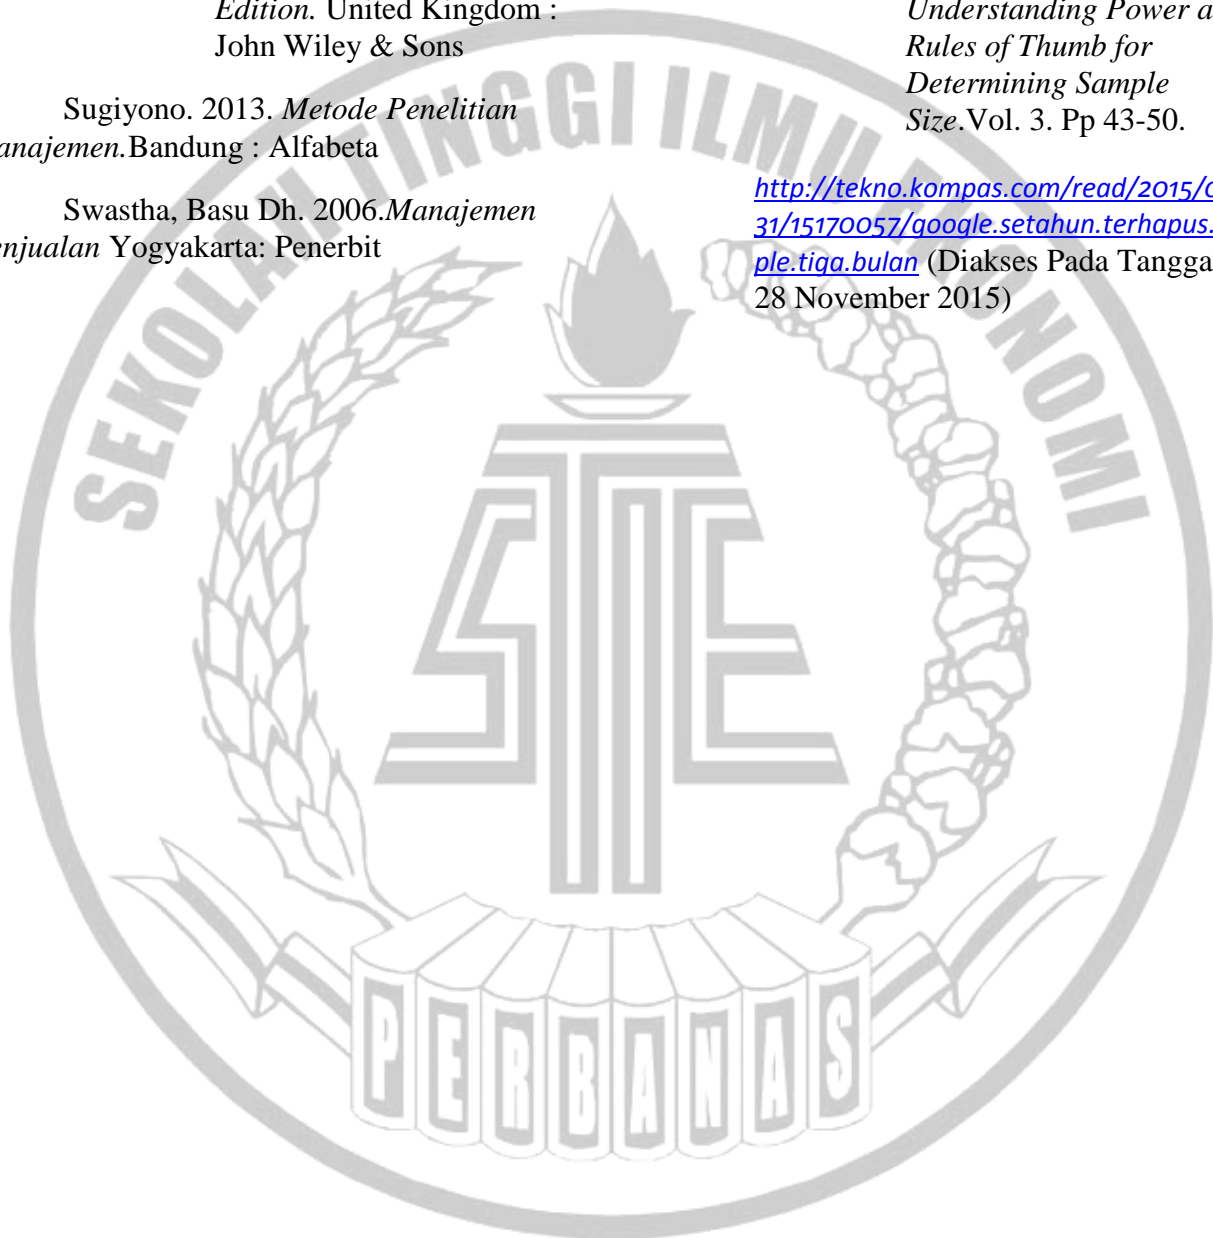 Edition. United Kingdom :
John Wiley & Sons
Sugiyono. 2013. Metode Penelitian
anajemen.Bandung : Alfabeta
Swastha, Basu Dh. 2006.Manajemen
enjualan Yogyakarta: Penerbit
Understanding Power a
Rules of Thumb for
Determining Sample
Size.Vol. 3. Pp 43-50.
http://tekno.kompas.com/read/2015/0
31/15170057/google.setahun.terhapus.
ple.tiga.bulan (Diakses Pada Tangga
28 November 2015)
SEKOLAH TINGGI ILMU EKONOMI
STIE
PERBANAS